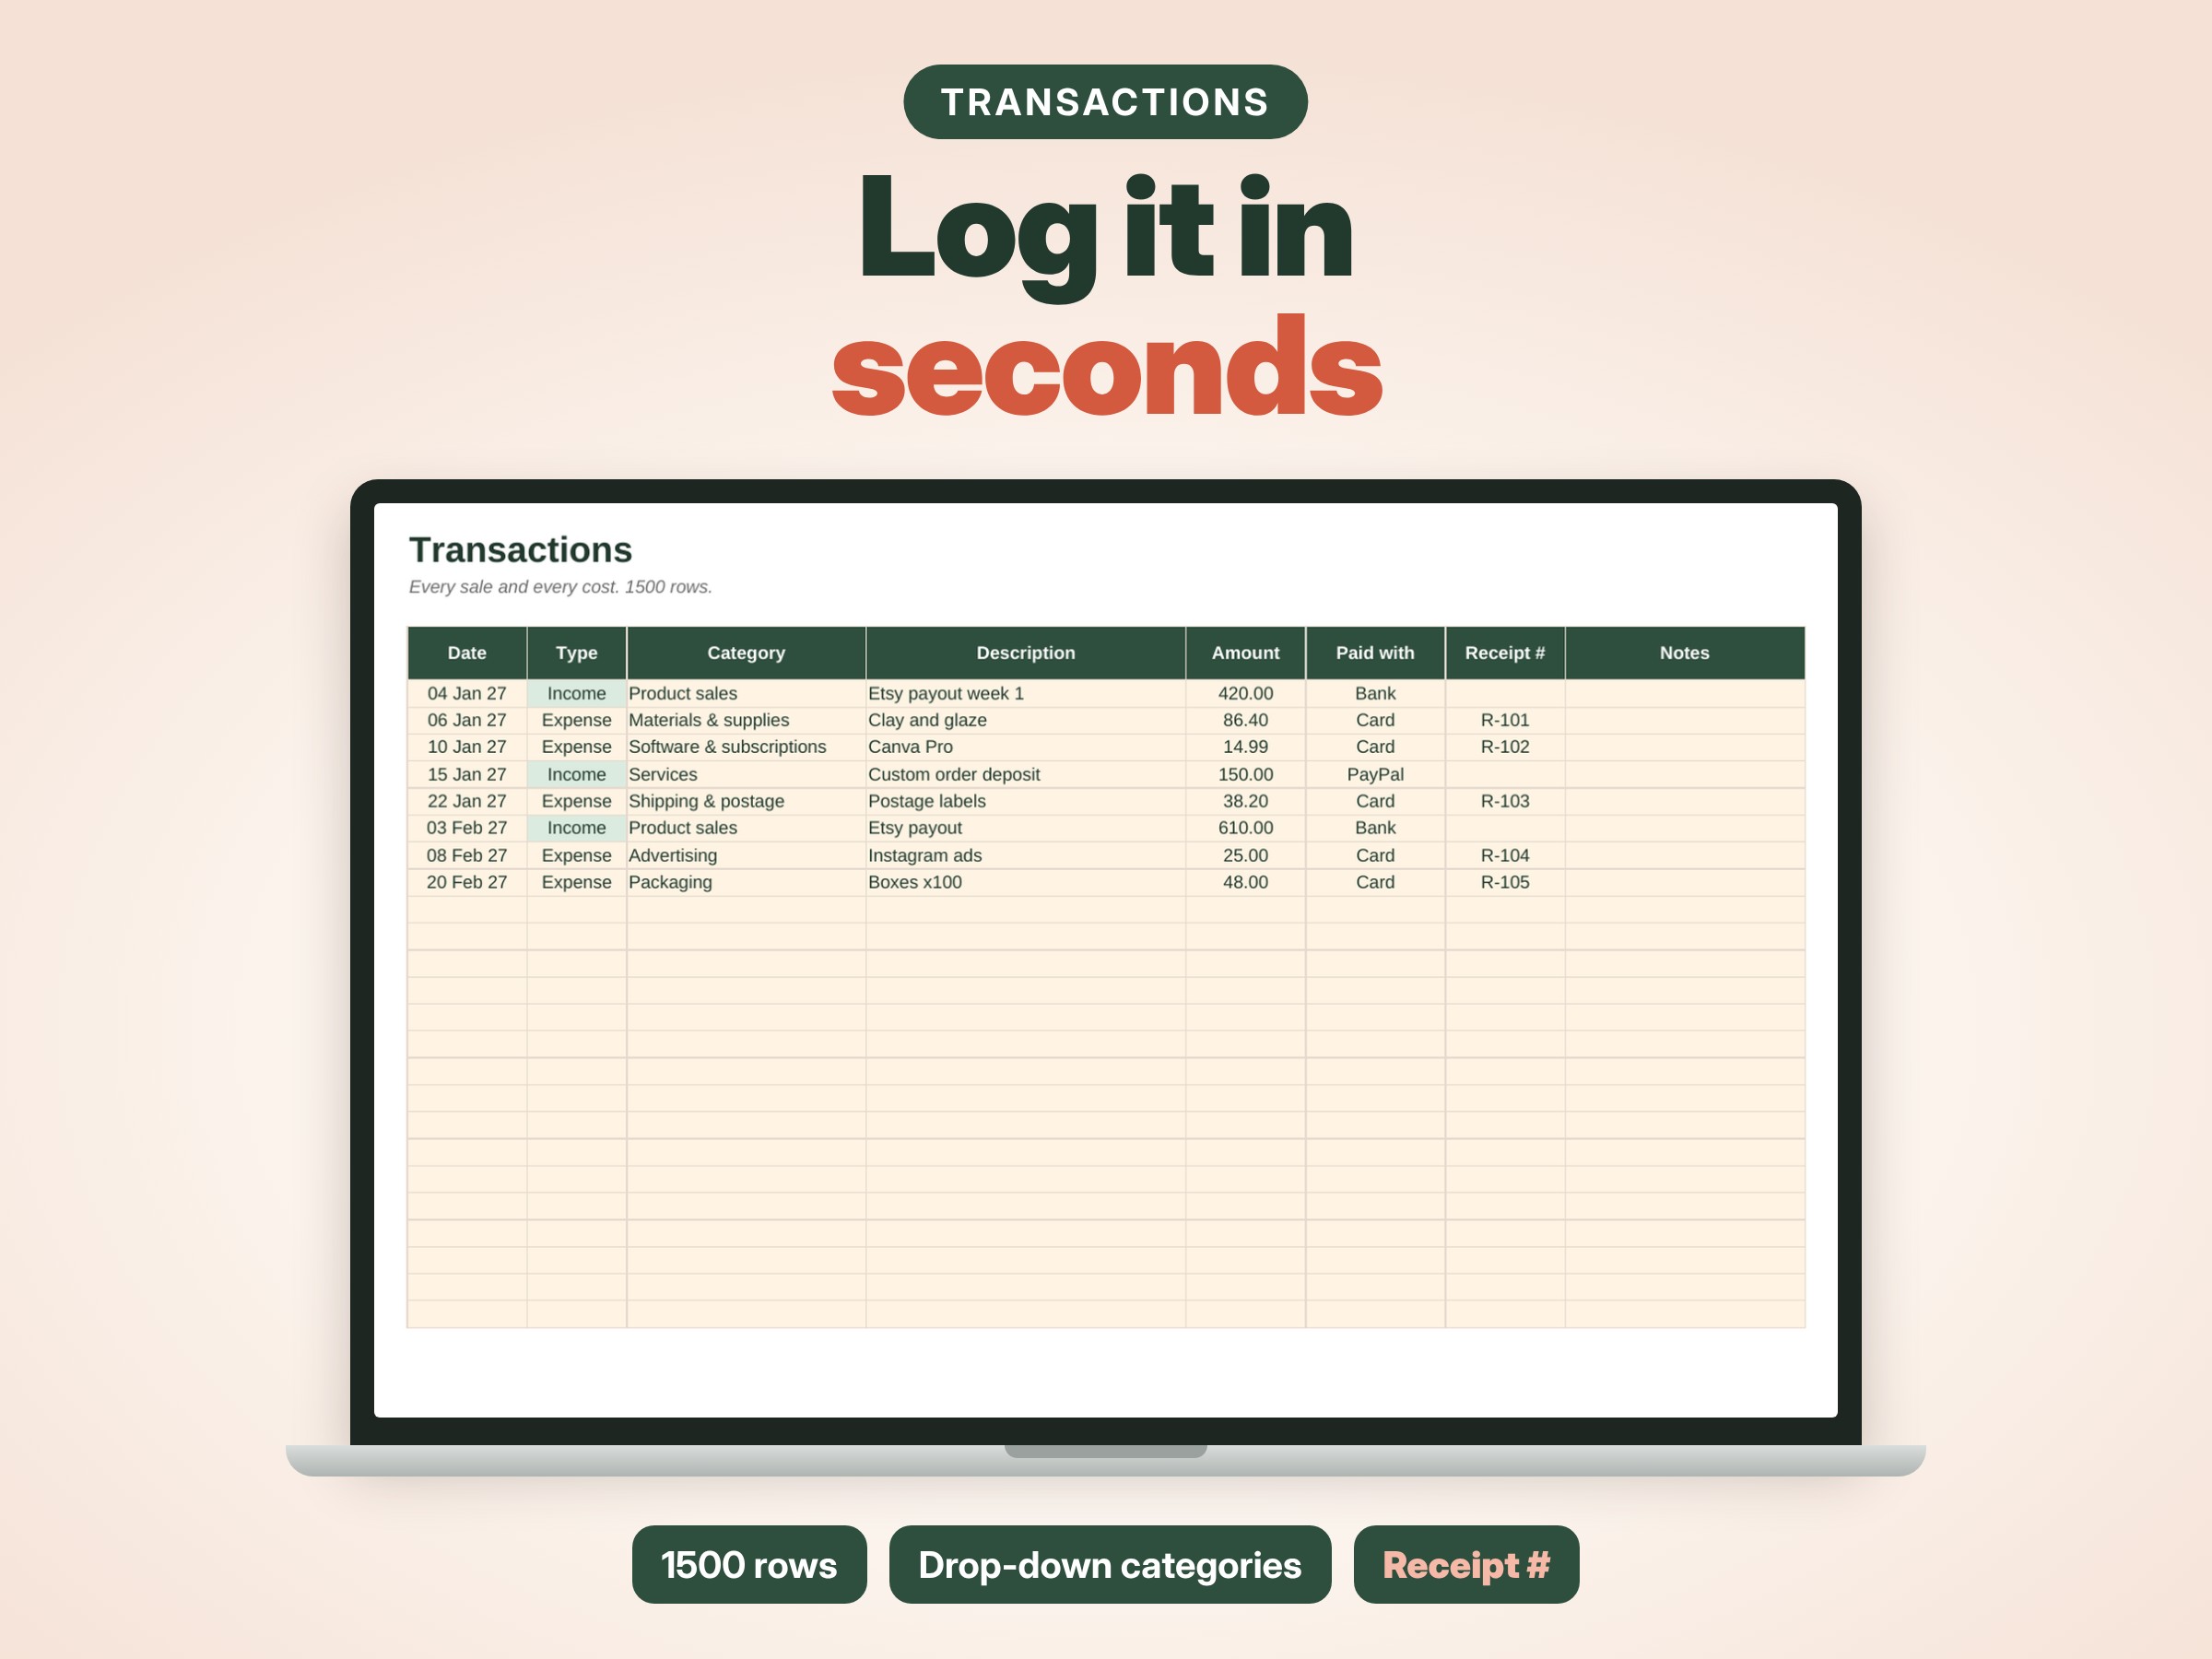 TRANSACTIONS
Log it in
seconds
Transactions
Every sale and every cost. 1500 rows.
Date Type Category Description Amount Paid with Receipt # Notes
04 Jan 27 Income Product sales Etsy payout week 1 420.00 Bank
06 Jan 27 Expense Materials & supplies Clay and glaze 86.40 Card R-101
10 Jan 27 Expense Software & subscriptions Canva Pro 14.99 Card R-102
15 Jan 27 Income Services Custom order deposit 150.00 PayPal
22 Jan 27 Expense Shipping & postage Postage labels 38.20 Card R-103
03 Feb 27 Income Product sales Etsy payout 610.00 Bank
08 Feb 27 Expense Advertising Instagram ads 25.00 Card R-104
20 Feb 27 Expense Packaging Boxes x100 48.00 Card R-105
1500 rows Drop-down categories Receipt #